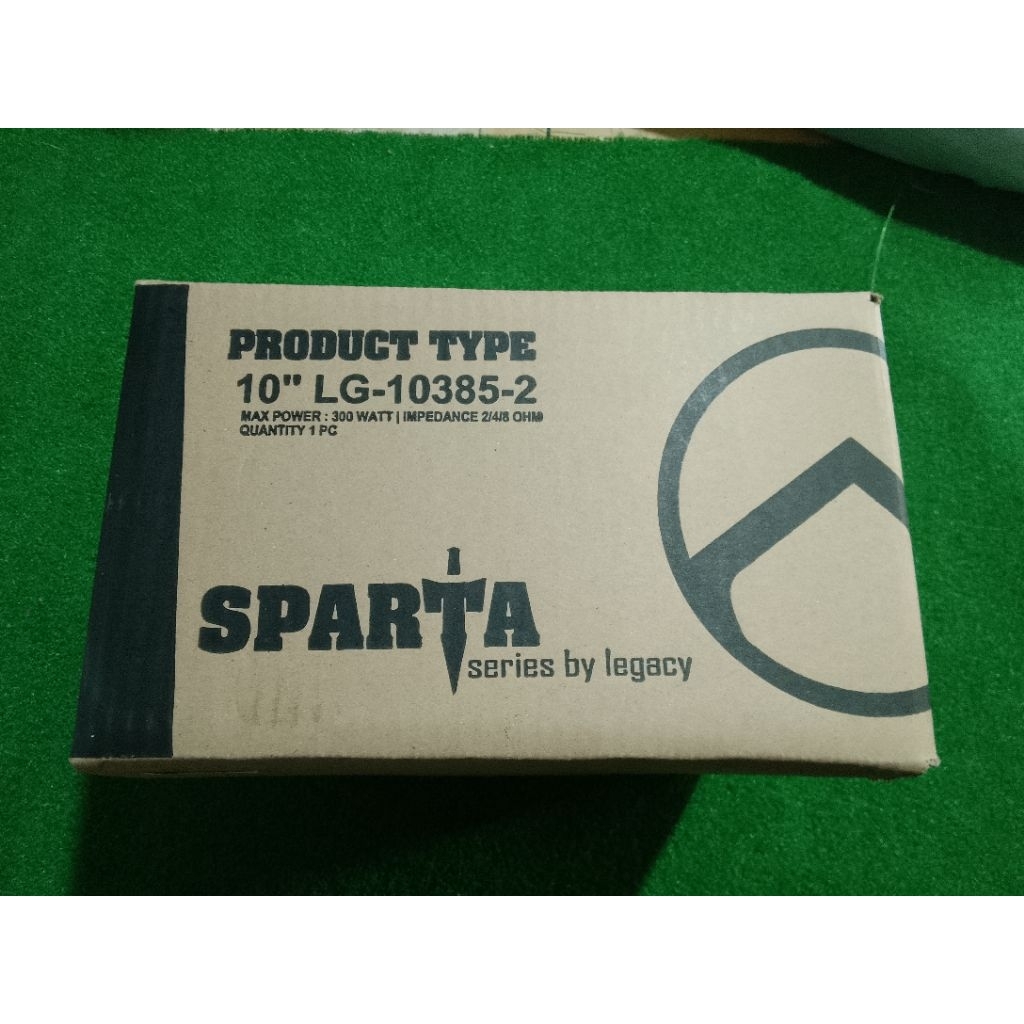 PRODUCT TYPE
10" LG-10385-2
MAX POWER : 300 WATT | IMPEDANCE 2/4/8 OHM
QUANTITY 1 PC
SPARTA
series by legacy